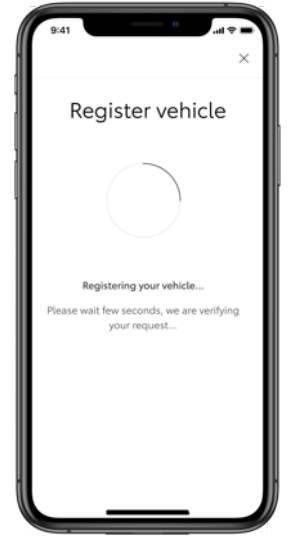 9:41
Register vehicle
Registering your vehicle...
Please wait few seconds, we are verifying
your request...